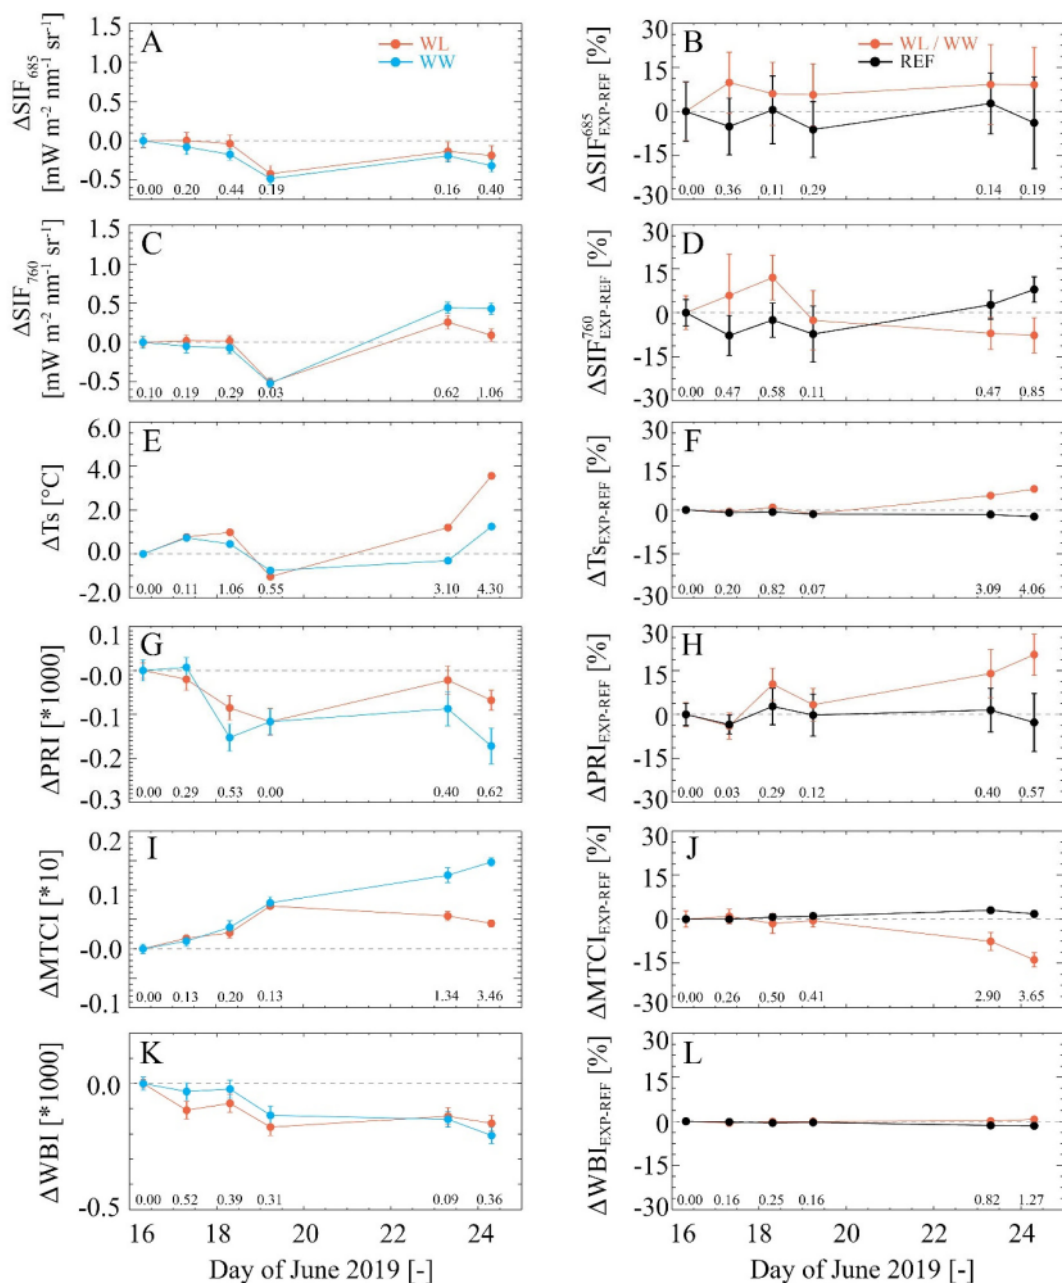 A
WL
WW
ΔSIF685
[mW m-2 nm-1 sr-1]
1.5
1.0
0.5
0.0
-0.5
0.00 0.20 0.44 0.19 0.16 0.40
B
WL / WW
REF
ΔSIF685EXP-REF [%]
30
15
0
-15
-30
0.00 0.36 0.11 0.29 0.14 0.19
C
ΔSIF760
[mW m-2 nm-1 sr-1]
1.5
1.0
0.5
0.0
-0.5
0.10 0.19 0.29 0.03 0.62 1.06
D
ΔSIF760EXP-REF [%]
30
15
0
-15
-30
0.00 0.47 0.58 0.11 0.47 0.85
E
ΔTs [°C]
6.0
4.0
2.0
0.0
-2.0
0.00 0.11 1.06 0.55 3.10 4.30
F
ΔTsEXP-REF [%]
30
15
0
-15
-30
0.00 0.20 0.82 0.07 3.09 4.06
G
ΔPRI [*1000]
0.1
-0.0
-0.1
-0.2
-0.3
0.00 0.29 0.53 0.00 0.40 0.62
H
ΔPRIEXP-REF [%]
30
15
0
-15
-30
0.00 0.03 0.29 0.12 0.40 0.57
I
ΔMTCI [*10]
0.2
0.1
-0.0
-0.1
0.00 0.13 0.20 0.13 1.34 3.46
J
ΔMTCIEXP-REF [%]
30
15
0
-15
-30
0.00 0.26 0.50 0.41 2.90 3.65
K
ΔWBI [*1000]
0.0
-0.5
0.00 0.52 0.39 0.31 0.09 0.36
16 18 20 22 24
Day of June 2019 [-]
L
ΔWBIEXP-REF [%]
15
0
-15
-30
0.00 0.16 0.25 0.16 0.82 1.27
16 18 20 22 24
Day of June 2019 [-]